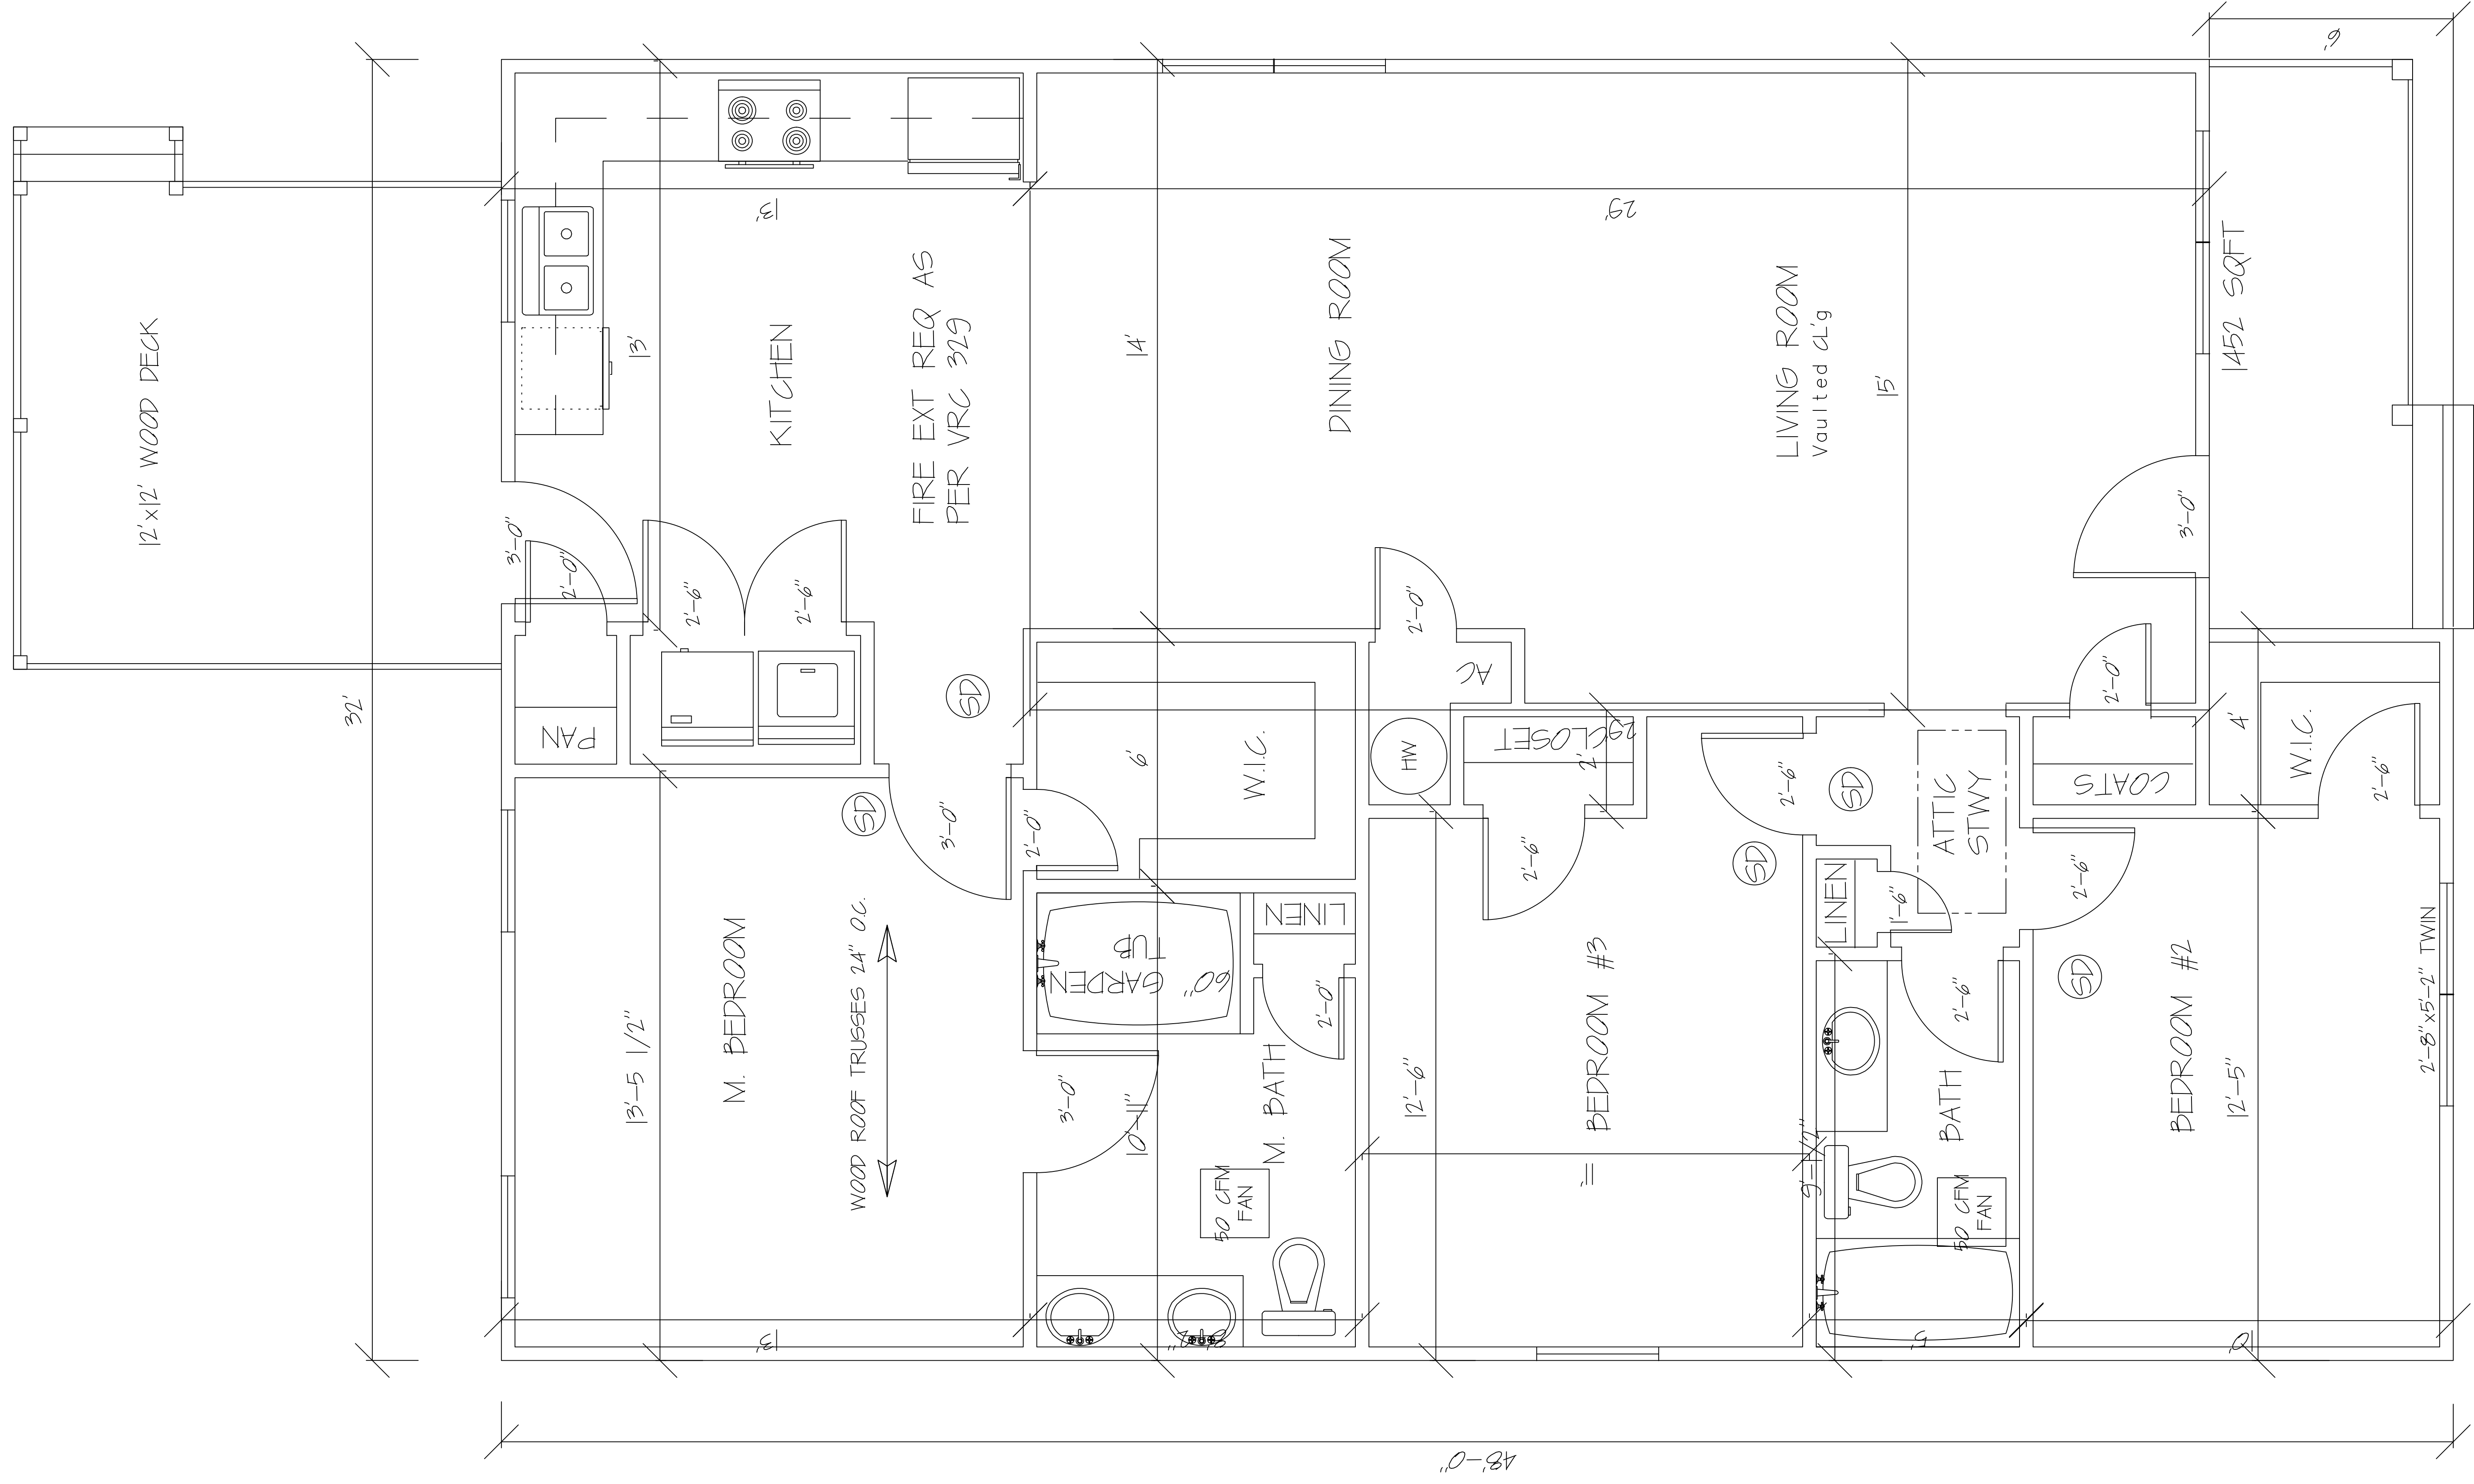 6'
12'x12' WOOD DECK
32'
13'
13'
KITCHEN
FIRE EXT REQ AS
PER VRC 329
14'
29'
DINING ROOM
LIVING ROOM
Vaulted CL'g
15'
1452 SQFT
3'-0"
2'-0"
2'-6"
2'-6"
2'-0"
3'-0"
2'-0"
PAN
SD
AC
HW
CLOSET
29'
2'
6'
W.I.C.
4'
W.I.C.
2'-6"
COATS
SD
3'-0"
2'-0"
2'-6"
2'-6"
SD
SD
ATTIC
STWY
2'-6"
LINEN
1'-6"
M. BEDROOM
WOOD ROOF TRUSSES 24" O.C.
13'-5 1/2"
60"
GARDEN
TUB
LINEN
2'-0"
3'-0"
10'-11"
M. BATH
50 CFM
FAN
12'-6"
BEDROOM #3
11'
2'-6"
BATH
50 CFM
FAN
SD
BEDROOM #2
12'-5"
2'-8"x5'-2" TWIN
13'
5'
10'
48'-0"